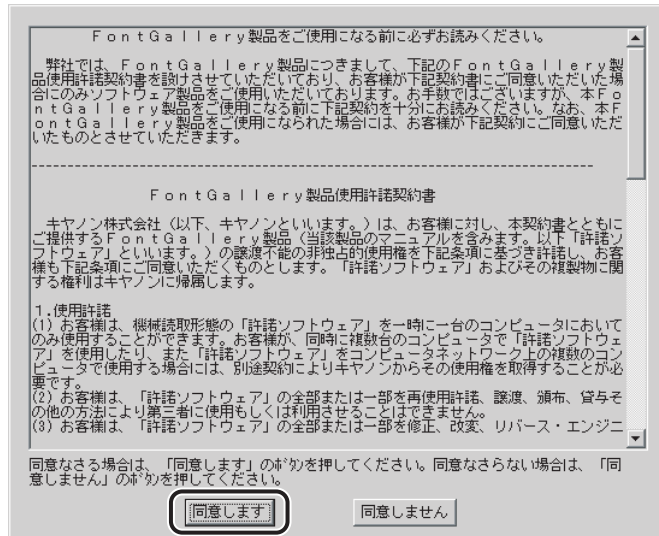 ＦｏｎｔＧａｌｌｅｒｙ製品をご使用になる前に必ずお読みください。
弊社では、ＦｏｎｔＧａｌｌｅｒｙ製品につきまして、下記のＦｏｎｔＧａｌｌｅｒｙ製
品使用許諾契約書を設けさせていただいており、お客様が下記契約書にご同意いただいた場
合にのみソフトウェア製品をご使用いただいております。お手数ではございますが、本Ｆｏ
ｎｔＧａｌｌｅｒｙ製品をご使用になる前に下記契約を十分にお読みください。なお、本Ｆ
ｏｎｔＧａｌｌｅｒｙ製品をご使用になられた場合には、お客様が下記契約にご同意いただ
いたものとさせていただきます。
--------------------------------------------------------------------------------
ＦｏｎｔＧａｌｌｅｒｙ製品使用許諾契約書
キヤノン株式会社（以下、キヤノンといいます。）は、お客様に対し、本契約書とともに
ご提供するＦｏｎｔＧａｌｌｅｒｙ製品（当該製品のマニュアルを含みます。以下「許諾ソ
フトウェア」といいます。）の譲渡不能の非独占的使用権を下記条項に基づき許諾し、お客
様も下記条項にご同意いただくものとします。「許諾ソフトウェア」およびその複製物に関
する権利はキヤノンに帰属します。
１.使用許諾
(1) お客様は、機械読取形態の「許諾ソフトウェア」を一時に一台のコンピュータにおいて
のみ使用することができます。お客様が、同時に複数台のコンピュータで「許諾ソフトウェ
ア」を使用したり、また「許諾ソフトウェア」をコンピュータネットワーク上の複数のコン
ピュータで使用する場合には、別途契約によりキヤノンからその使用権を取得することが必
要です。
(2) お客様は、「許諾ソフトウェア」の全部または一部を再使用許諾、譲渡、頒布、貸与そ
の他の方法により第三者に使用もしくは利用させることはできません。
(3) お客様は、「許諾ソフトウェア」の全部または一部を修正、改変、リバース・エンジニ
同意なさる場合は、「同意します」のﾎﾞﾀﾝを押してください。同意なさらない場合は、「同
意しません」のﾎﾞﾀﾝを押してください。
同意します
同意しません